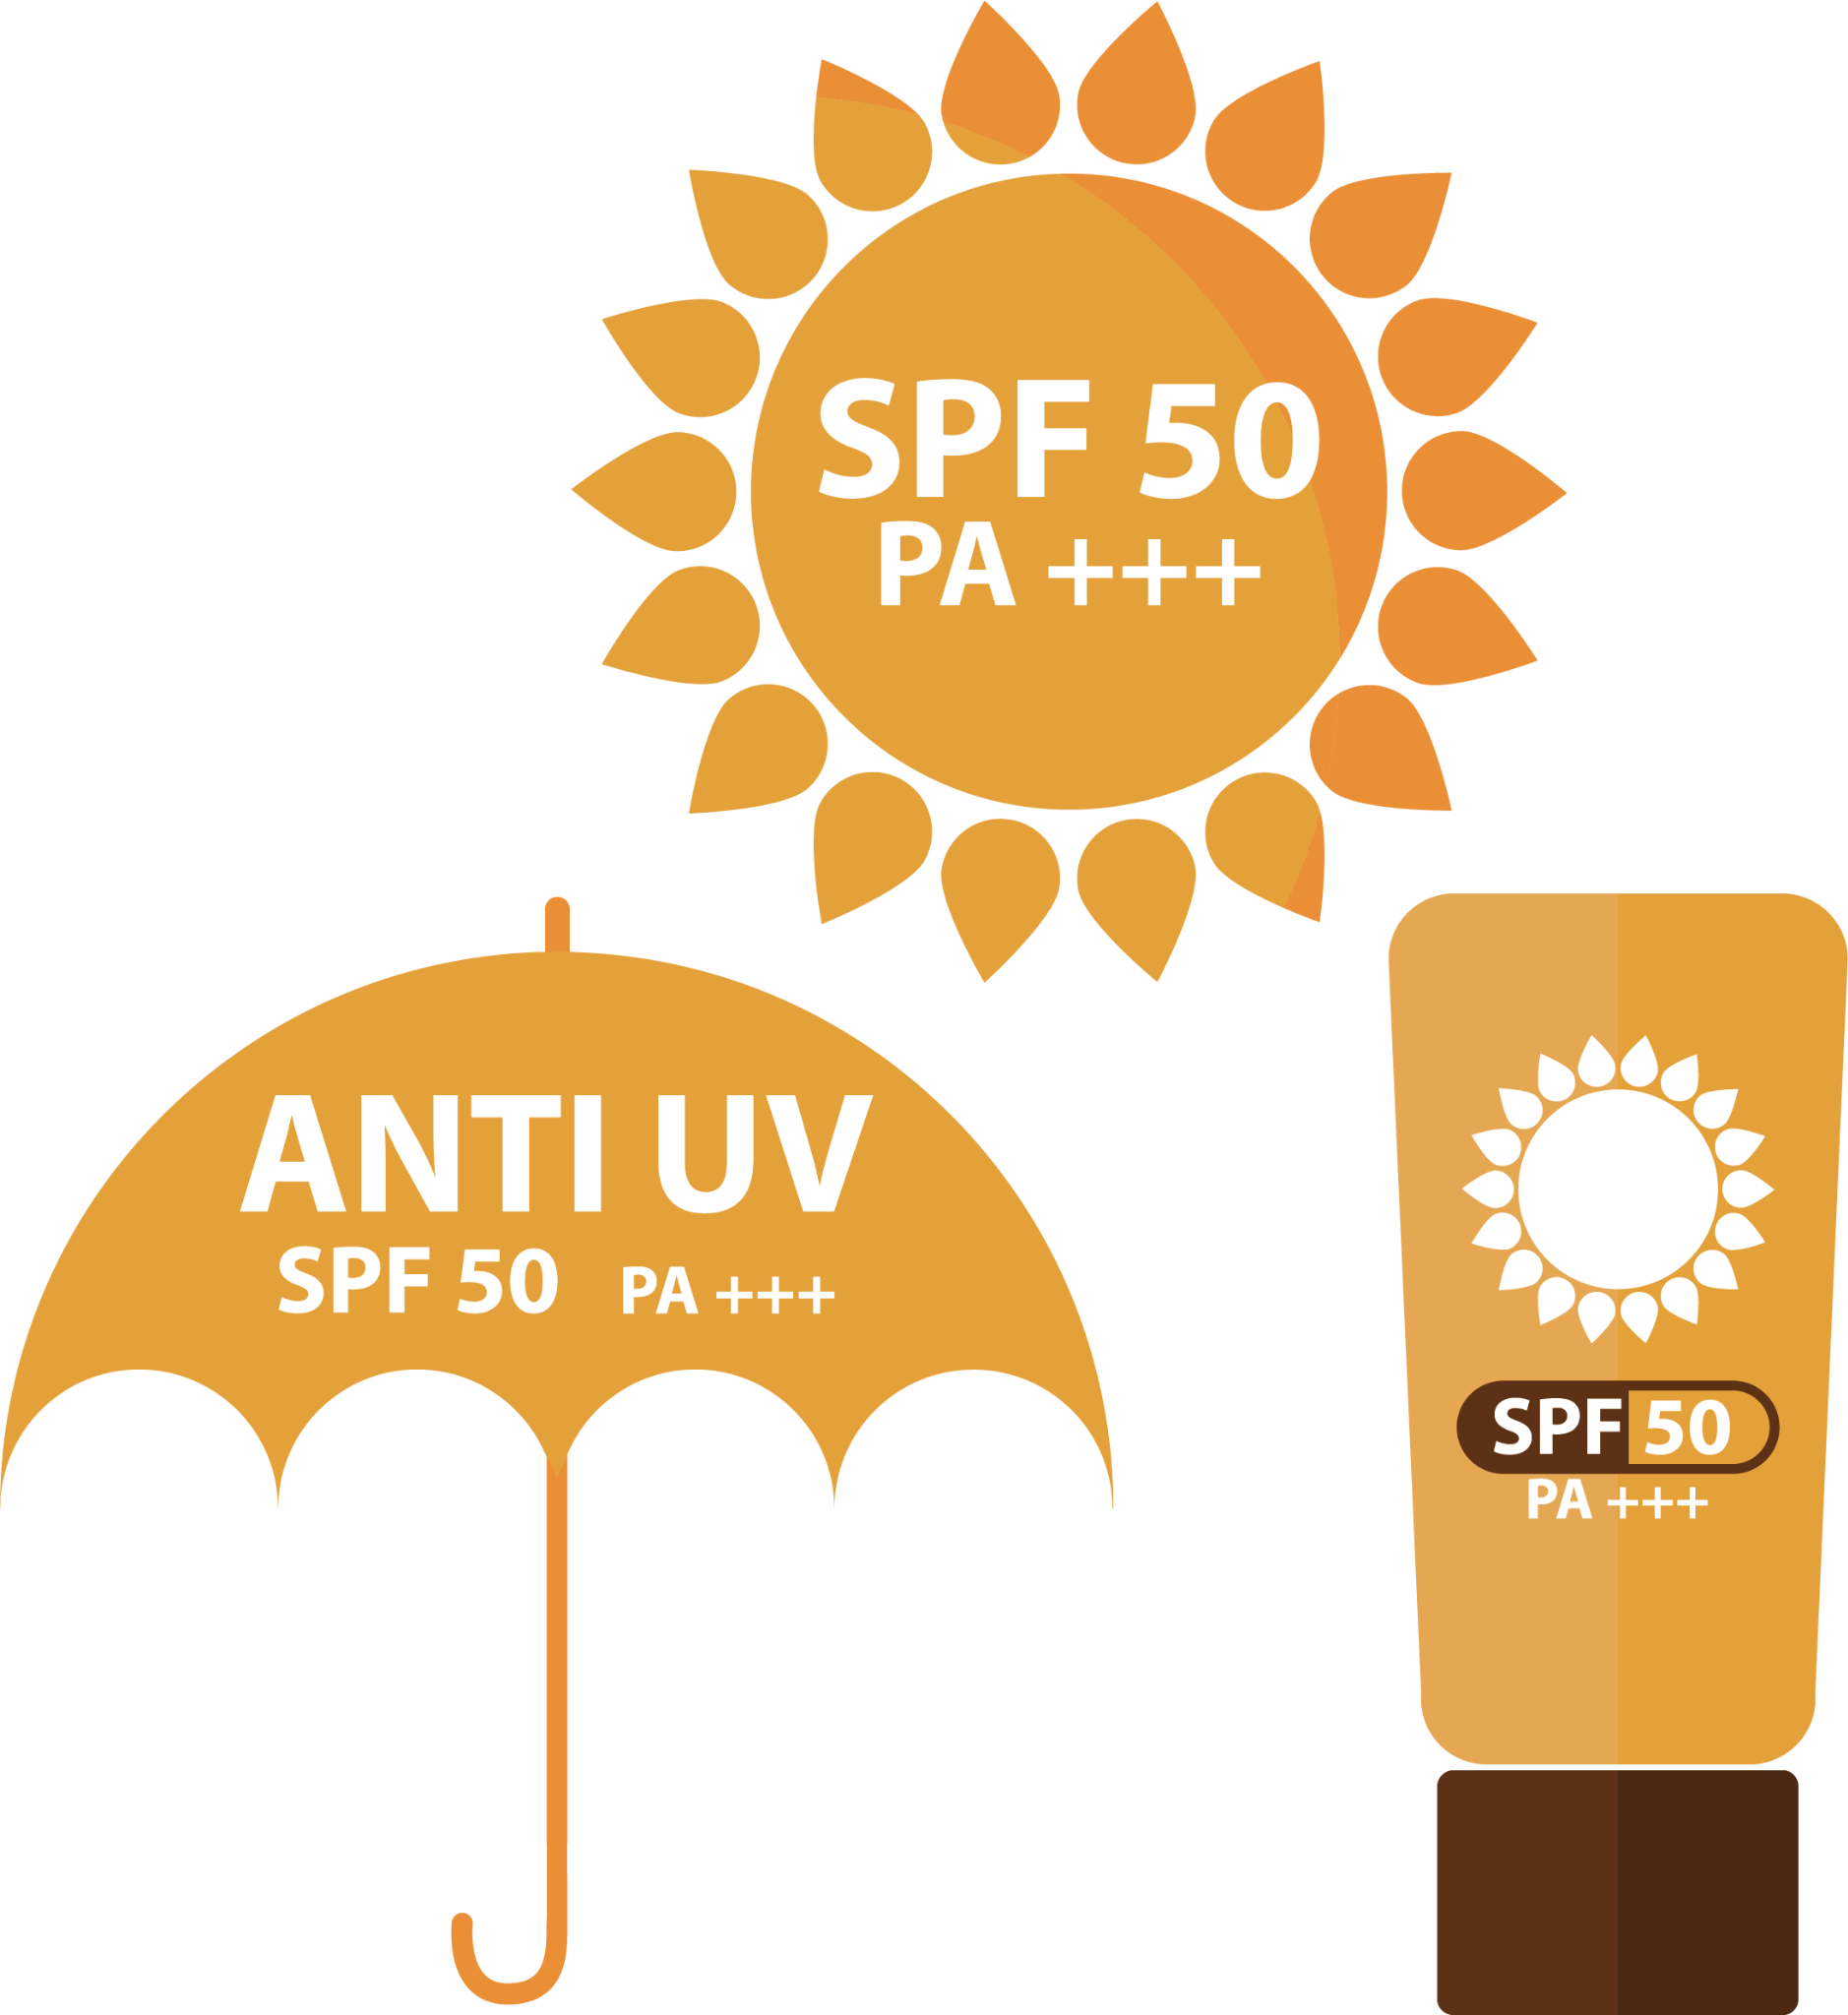 SPF 50
PA +++
ANTI UV
SPF 50 PA +++
SPF 50
PA +++